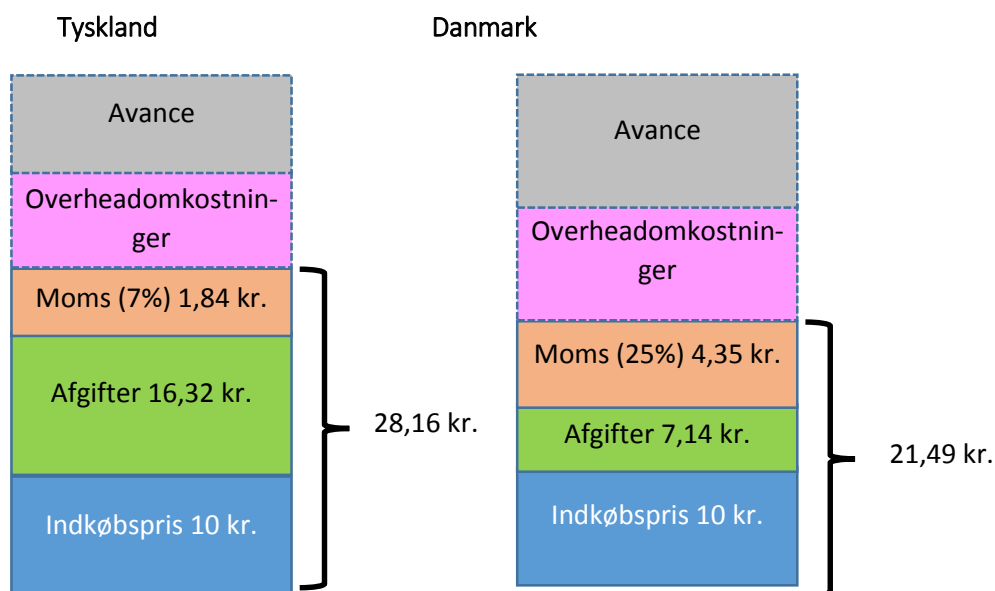 Tyskland
Avance
Overheadomkostnin-
ger
Moms (7%) 1,84 kr.
Afgifter 16,32 kr.
Indkøbspris 10 kr.
28,16 kr.
Danmark
Avance
Overheadomkostnin-
ger
Moms (25%) 4,35 kr.
Afgifter 7,14 kr.
Indkøbspris 10 kr.
21,49 kr.